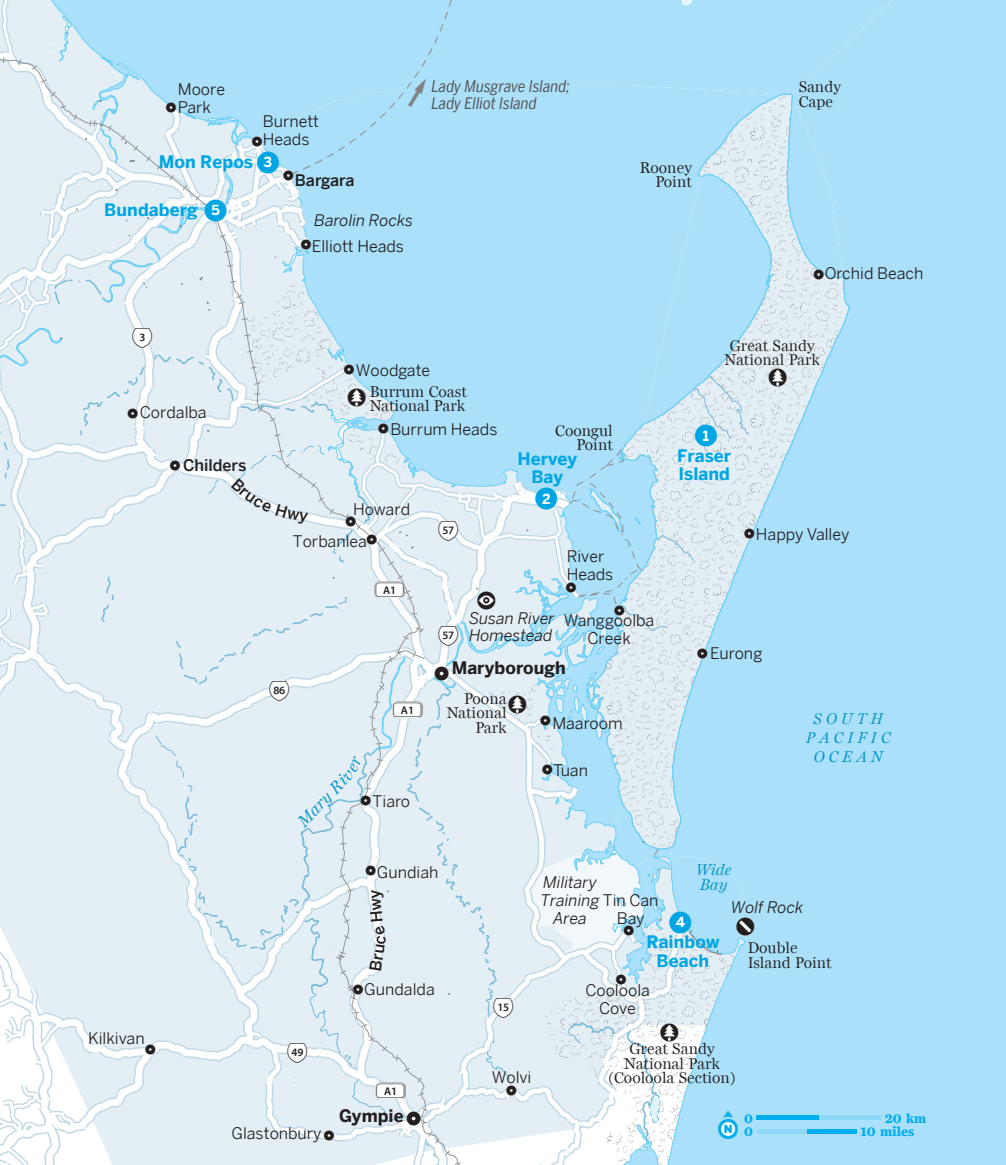 Lady Musgrave Island;
Lady Elliot Island
Sandy
Cape
Moore
Park
Burnett
Heads
Mon Repos
3
Bargara
Rooney
Point
Bundaberg
5
Barolin Rocks
Elliott Heads
Orchid Beach
3
Great Sandy
National Park
Woodgate
Burrum Coast
National Park
Cordalba
Burrum Heads
Coongul
Point
1
Fraser
Island
Hervey
Bay
2
Childers
Bruce Hwy
Howard
Torbanlea
57
Happy Valley
River
Heads
A1
Susan River
Homestead
Wanggoolba
Creek
57
Eurong
Maryborough
86
A1
Poona
National
Park
Maaroom
SOUTH
PACIFIC
OCEAN
Tuan
Mary River
Tiaro
Gundiah
Wide
Bay
Military
Training
Area
Tin Can
Bay
Wolf Rock
4
Rainbow
Beach
Double
Island Point
Bruce Hwy
Gundalda
Cooloola
Cove
15
Kilkivan
49
Great Sandy
National Park
(Cooloola Section)
Wolvi
A1
Gympie
Glastonbury
N
0 20 km
0 10 miles